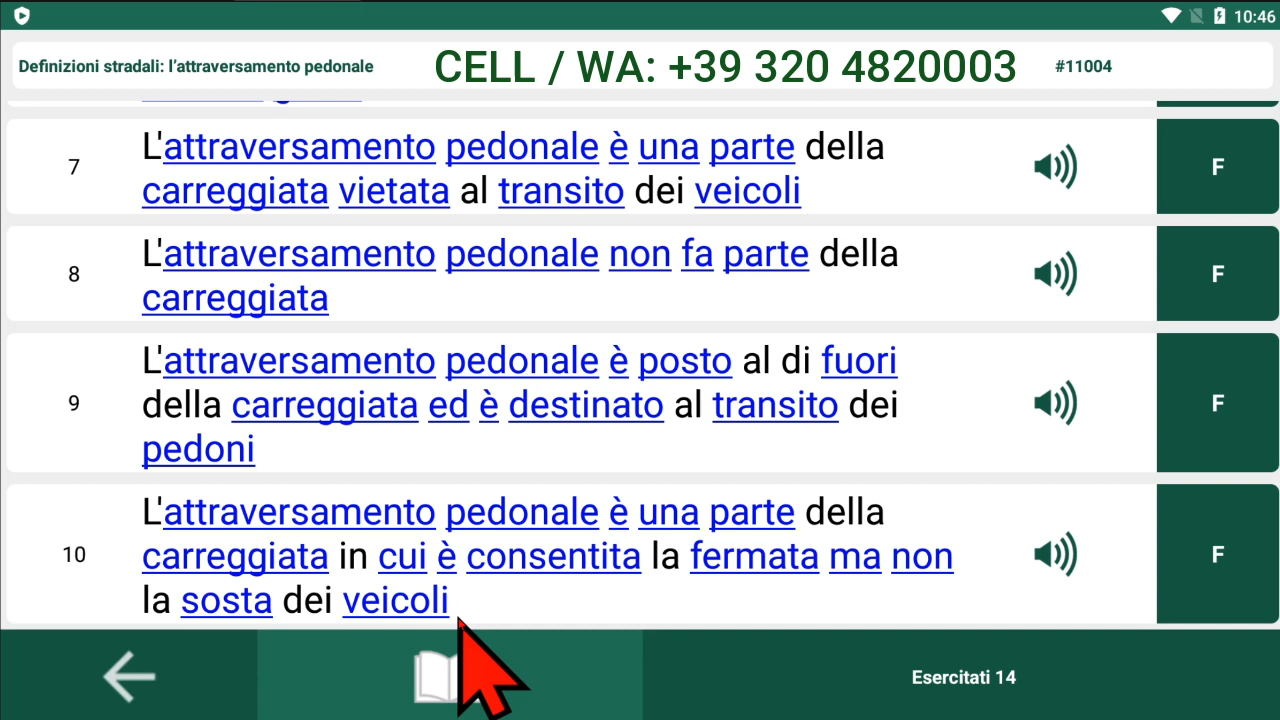 10:46
Definizioni stradali: l'attraversamento pedonale
CELL / WA: +39 320 4820003
#11004
7
L'attraversamento pedonale è una parte della
carreggiata vietata al transito dei veicoli
F
8
L'attraversamento pedonale non fa parte della
carreggiata
F
9
L'attraversamento pedonale è posto al di fuori
della carreggiata ed è destinato al transito dei
pedoni
F
10
L'attraversamento pedonale è una parte della
carreggiata in cui è consentita la fermata ma non
la sosta dei veicoli
F
Esercitati 14